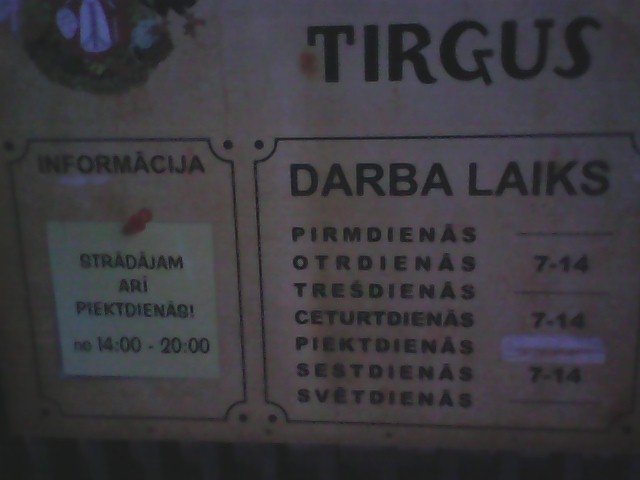 TIRGUS
INFORMĀCIJA
STRĀDĀJAM
ARĪ
PIEKTDIENĀS!
no 14:00 - 20:00
DARBA LAIKS
PIRMDIENĀS
OTRDIENĀS 7-14
TREŠDIENĀS
CETURTDIENĀS 7-14
PIEKTDIENĀS
SESTDIENĀS 7-14
SVĒTDIENĀS